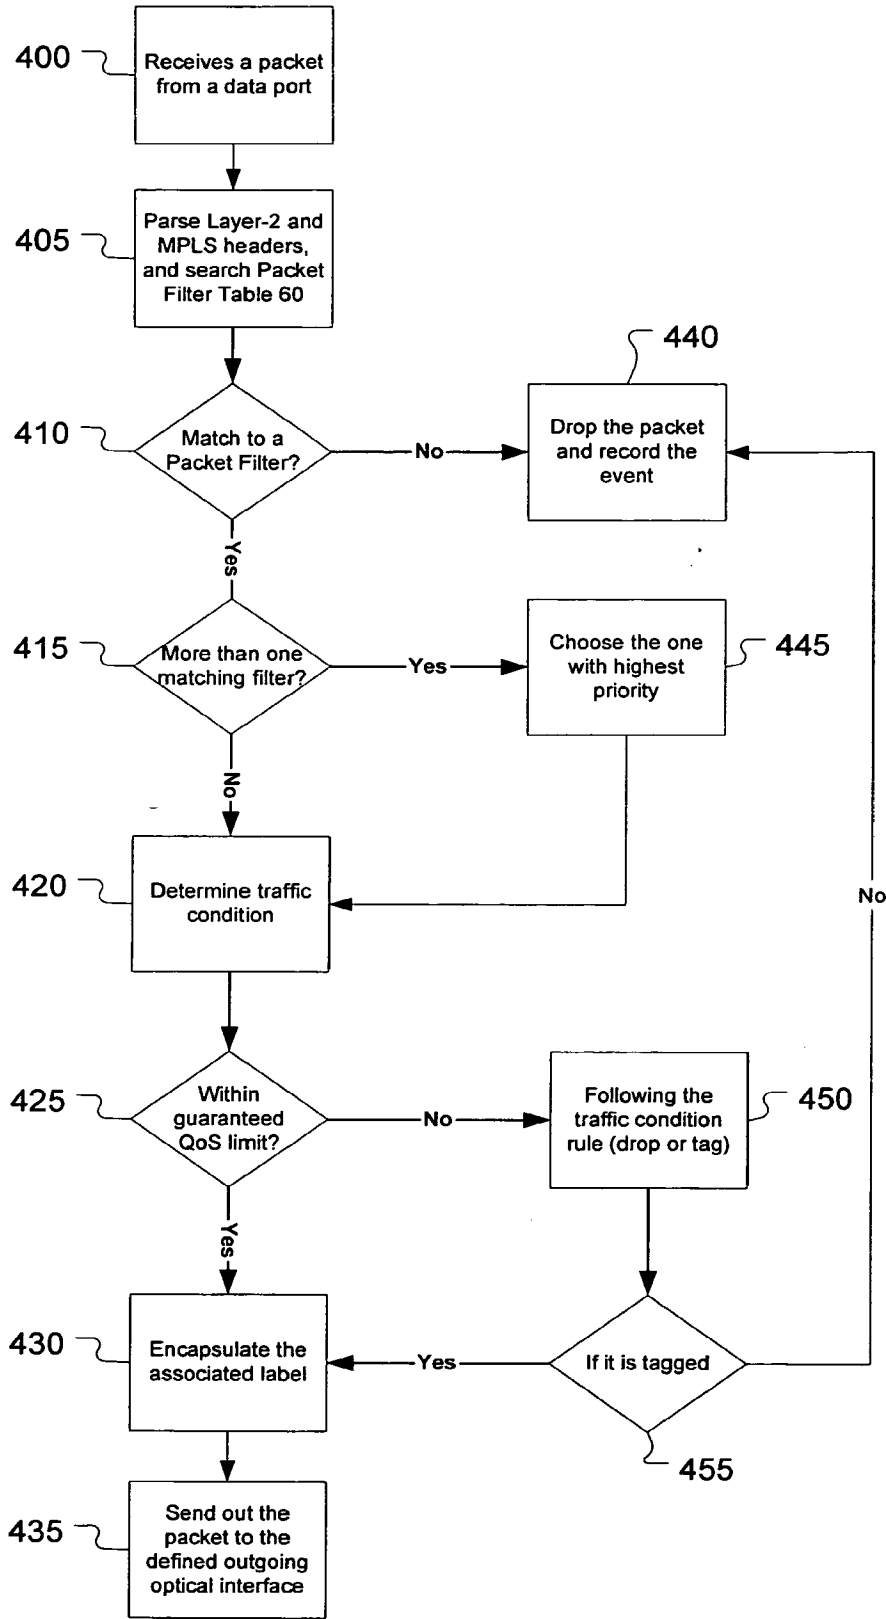 400
Receives a packet
from a data port
405
Parse Layer-2 and
MPLS headers,
and search Packet
Filter Table 60
440
410
Match to a
Packet Filter?
No
Drop the packet
and record the
event
Yes
415
More than one
matching filter?
Yes
Choose the one
with highest
priority
445
No
420
Determine traffic
condition
No
425
Within
guaranteed
QoS limit?
No
Following the
traffic condition
rule (drop or tag)
450
Yes
430
Encapsulate the
associated label
Yes
If it is tagged
455
435
Send out the
packet to the
defined outgoing
optical interface